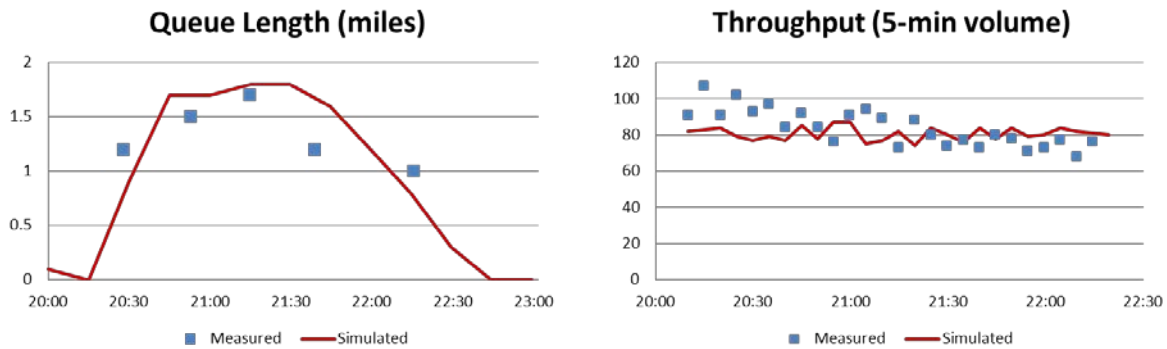 Queue Length (miles)
2
1.5
1
0.5
0
20:00 20:30 21:00 21:30 22:00 22:30 23:00
Measured Simulated
Throughput (5-min volume)
120
100
80
60
40
20
0
20:00 20:30 21:00 21:30 22:00 22:30
Measured Simulated